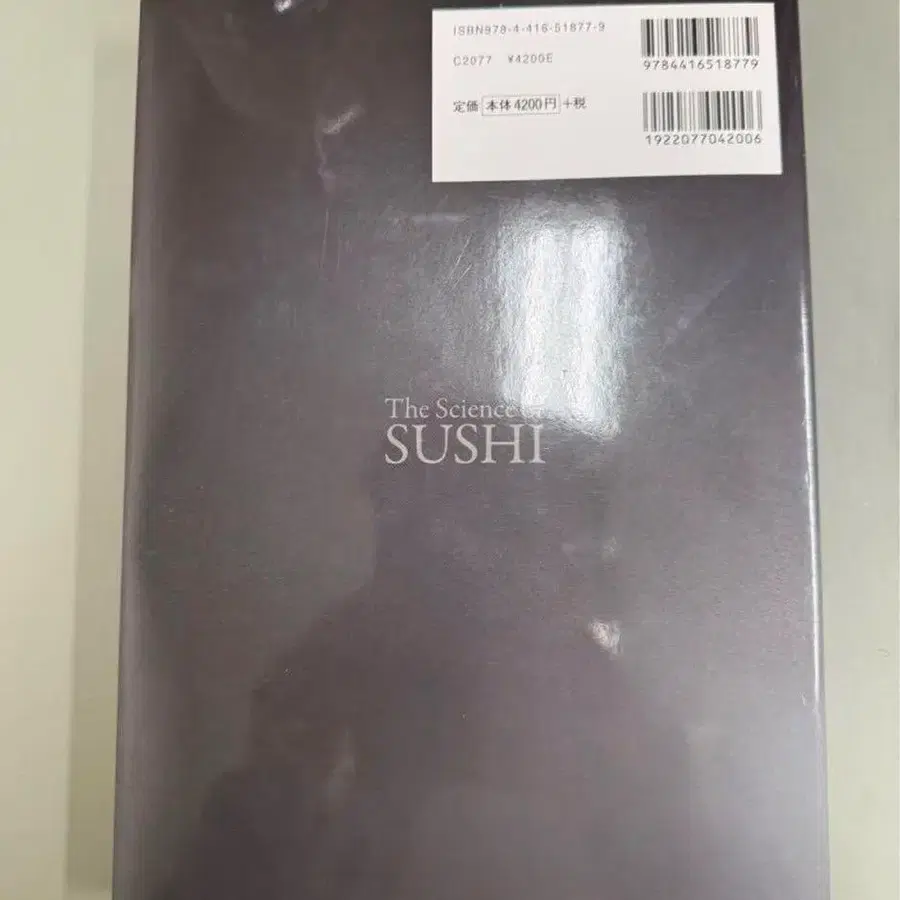 ISBN978-4-416-51877-9
C2077 ¥4200E
定価 本体4200円 +税
9784416518779
1922077042006
The Science of
SUSHI